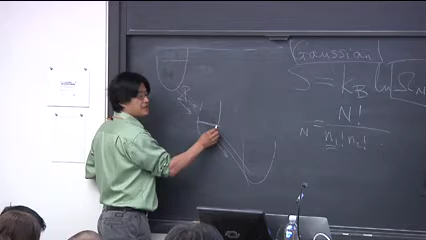 Gaussian
S = k_B ln Ω_N
N = N! / n₁! n₂!